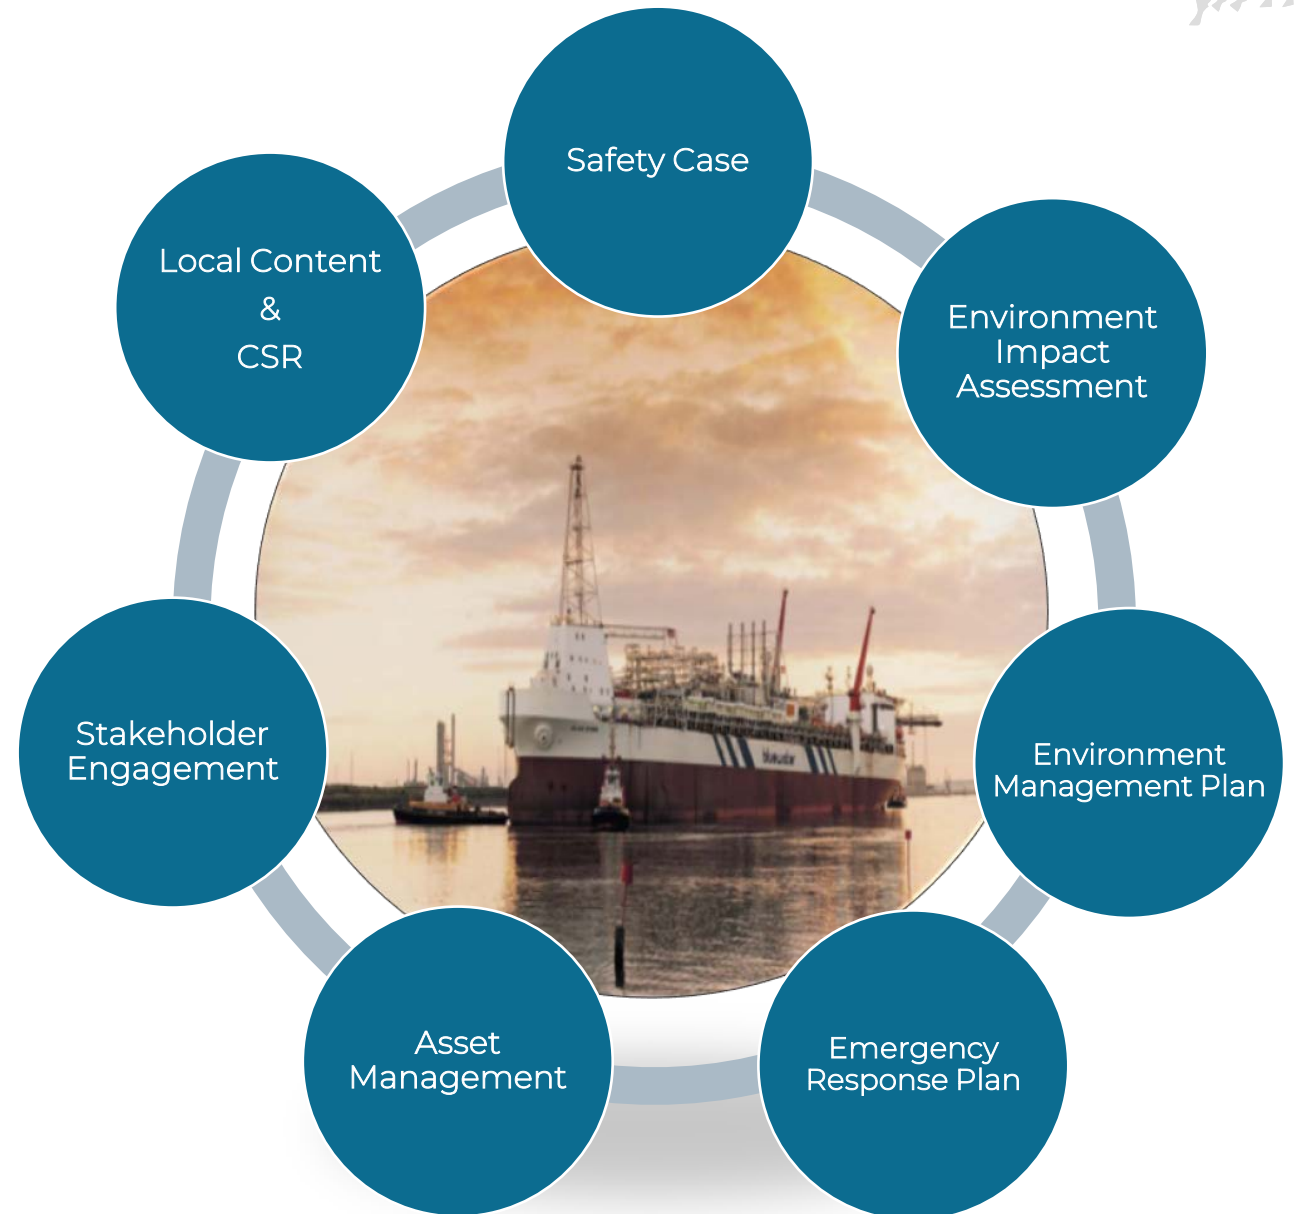 Safety Case
Environment
Impact
Assessment
Environment
Management Plan
Emergency
Response Plan
Asset
Management
Stakeholder
Engagement
Local Content
&
CSR